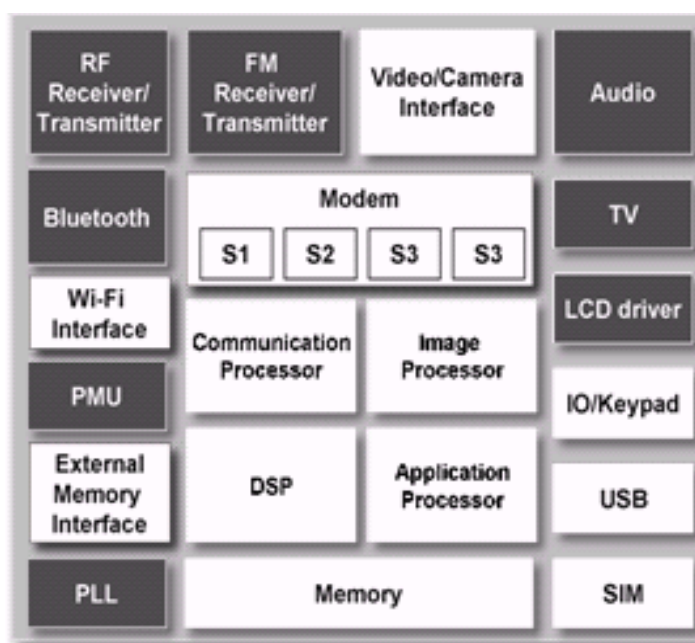 RF
Receiver/
Transmitter
FM
Receiver/
Transmitter
Video/Camera
Interface
Audio
Bluetooth
Modem
S1 S2 S3 S3
TV
Wi-Fi
Interface
Communication
Processor
Image
Processor
LCD driver
PMU
IO/Keypad
External
Memory
Interface
DSP
Application
Processor
USB
PLL
Memory
SIM